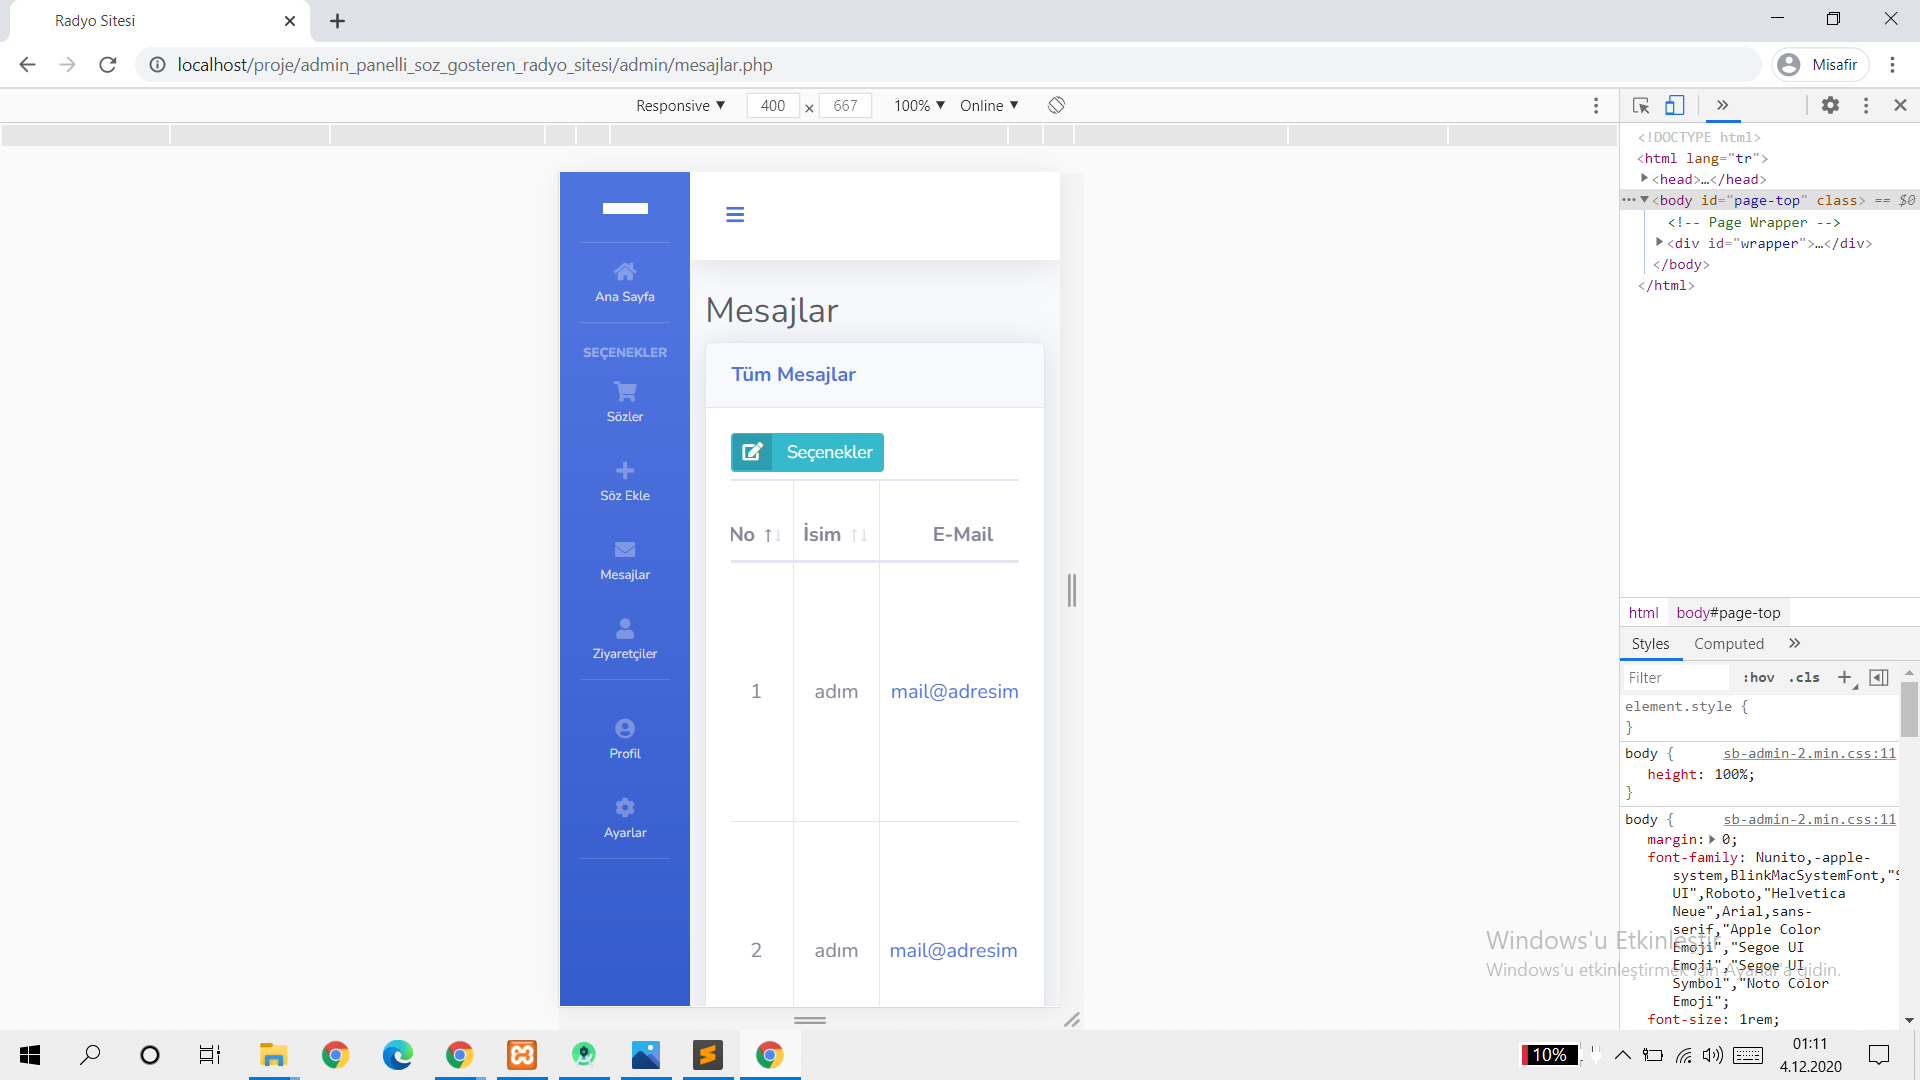 Radyo Sitesi
localhost/proje/admin_panelli_soz_gosteren_radyo_sitesi/admin/mesajlar.php
Misafir
Responsive ▼ 400 × 667 100% ▼ Online ▼
Ana Sayfa
SEÇENEKLER
Sözler
Söz Ekle
Mesajlar
Ziyaretçiler
Profil
Ayarlar
Mesajlar
Tüm Mesajlar
Seçenekler
No ↑↓ İsim ↑↓ E-Mail
1 adım mail@adresim
2 adım mail@adresim
<!DOCTYPE html>
<html lang="tr">
<head>…</head>
<body id="page-top" class> == $0
<!-- Page Wrapper -->
<div id="wrapper">…</div>
</body>
</html>
html body#page-top
Styles Computed »
Filter :hov .cls +
element.style {
}
body { sb-admin-2.min.css:11
height: 100%;
}
body { sb-admin-2.min.css:11
margin: 0;
font-family: Nunito,-apple-
system,BlinkMacSystemFont,"S
UI",Roboto,"Helvetica
Neue",Arial,sans-
serif,"Apple Color
Emoji","Segoe UI
Emoji","Segoe UI
Symbol","Noto Color
Emoji";
font-size: 1rem;
Windows'u Etkinleştir
Windows'u etkinleştirmek için Ayarlar'a gidin.
10%
01:11
4.12.2020